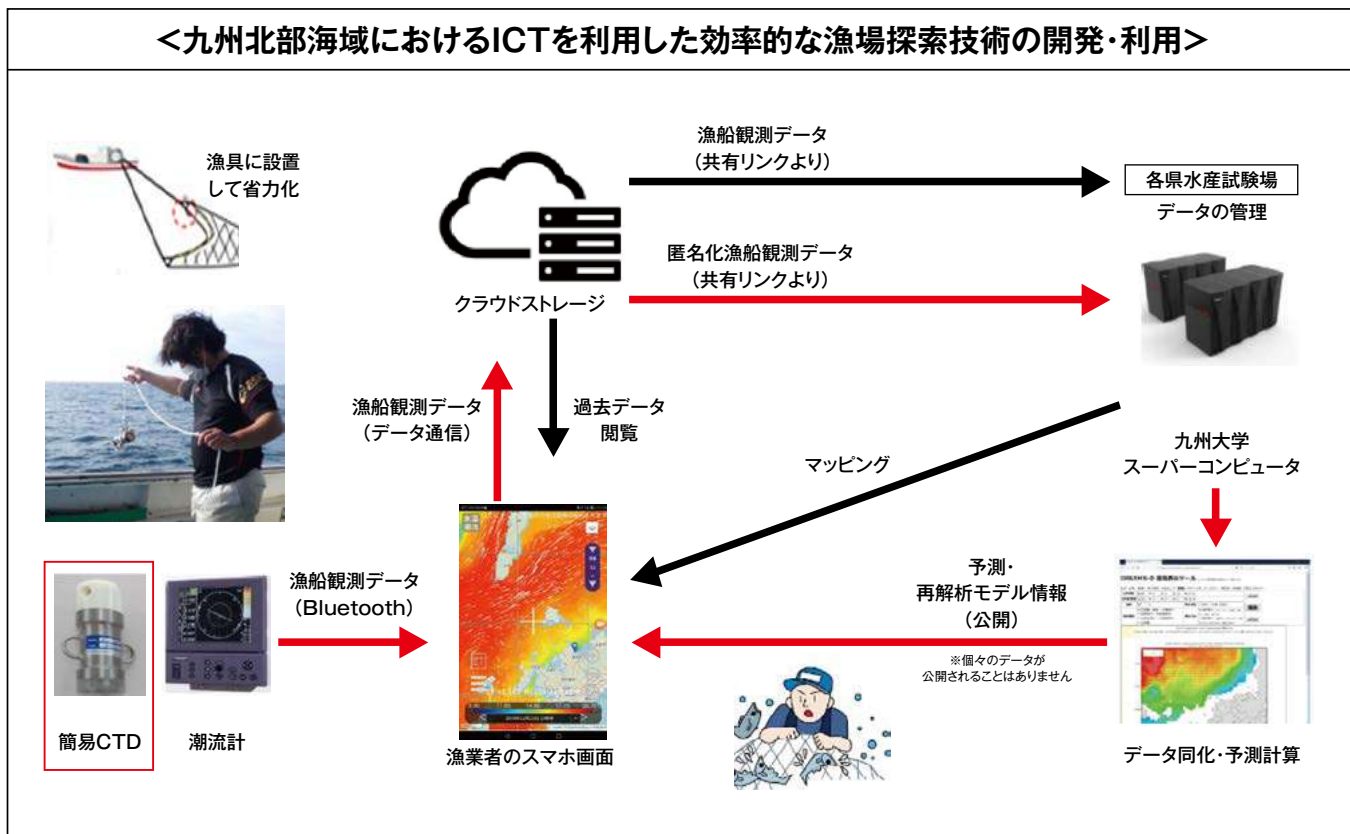 ＜九州北部海域におけるICTを利用した効率的な漁場探索技術の開発・利用＞
漁具に設置
して省力化
漁船観測データ
（共有リンクより）
各県水産試験場
データの管理
匿名化漁船観測データ
（共有リンクより）
クラウドストレージ
漁船観測データ
（データ通信）
過去データ
閲覧
マッピング
九州大学
スーパーコンピュータ
漁船観測データ
（Bluetooth）
予測・
再解析モデル情報
（公開）
※個々のデータが
公開されることはありません
簡易CTD
潮流計
漁業者のスマホ画面
データ同化・予測計算